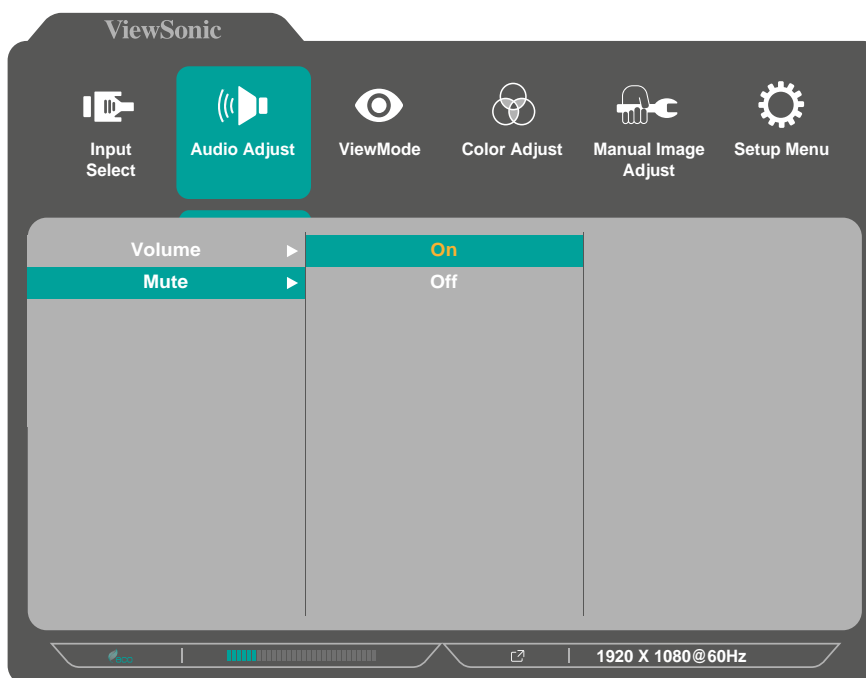 ViewSonic
Input
Select
Audio Adjust
ViewMode
Color Adjust
Manual Image
Adjust
Setup Menu
Volume
On
Mute
Off
eco
1920 X 1080@60Hz